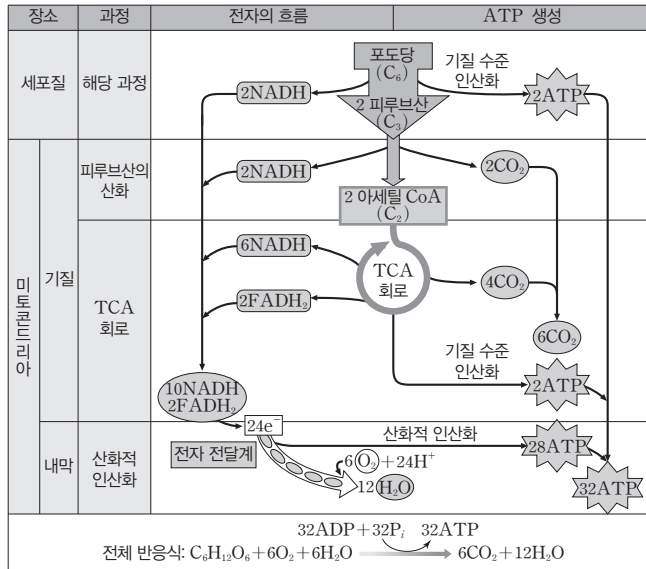 장소 과정 전자의 흐름 ATP 생성
세포질 해당 과정
포도당
(C₆)
2NADH
기질 수준
인산화
2ATP
2 피루브산
(C₃)
미토콘드리아
기질
피루브산의
산화
2NADH
2CO₂
2 아세틸 CoA
(C₂)
TCA
회로
6NADH
TCA
회로
4CO₂
2FADH₂
6CO₂
기질 수준
인산화
2ATP
10NADH
2FADH₂
내막
산화적
인산화
24e⁻
전자 전달계
산화적 인산화
28ATP
6O₂+24H⁺
12H₂O
32ATP
32ADP+32Pᵢ 32ATP
전체 반응식: C₆H₁₂O₆+6O₂+6H₂O 6CO₂+12H₂O